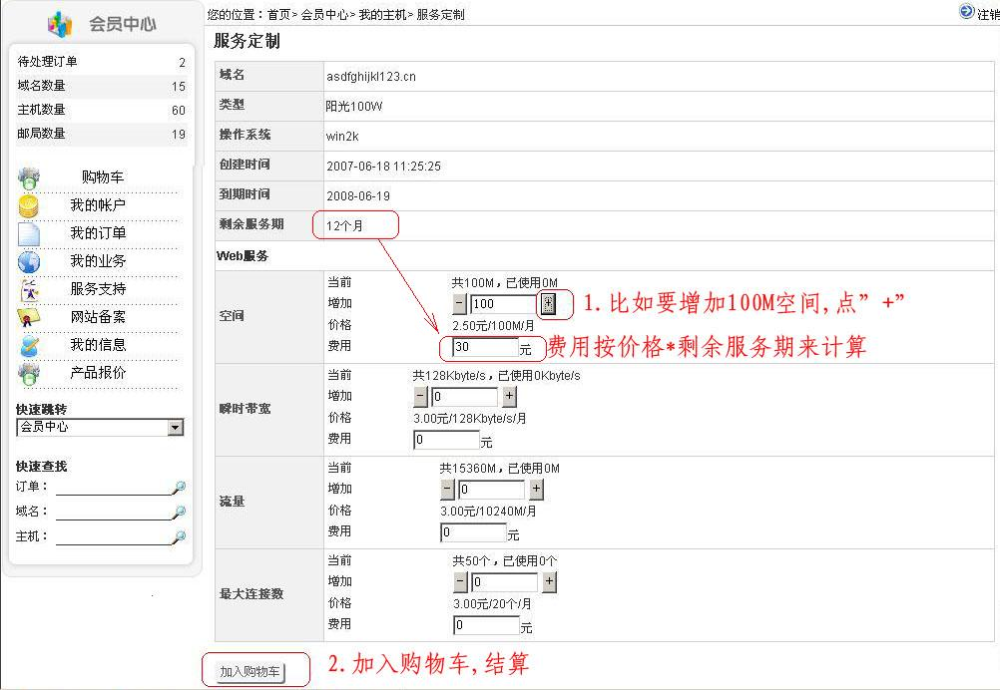 会员中心
您的位置：首页> 会员中心> 我的主机> 服务定制
注销
服务定制
待处理订单 2
域名数量 15
主机数量 60
邮局数量 19
购物车
我的帐户
我的订单
我的业务
服务支持
网站备案
我的信息
产品报价
快速跳转
会员中心
快速查找
订单：
域名：
主机：
域名 asdfghijkl123.cn
类型 阳光100W
操作系统 win2k
创建时间 2007-06-18 11:25:25
到期时间 2008-06-19
剩余服务期 12个月
Web服务
空间
当前 共100M，已使用0M
增加 - 100 +
价格 2.50元/100M/月
费用 30 元
1.比如要增加100M空间,点”+”
费用按价格*剩余服务期来计算
瞬时带宽
当前 共128Kbyte/s，已使用0Kbyte/s
增加 - 0 +
价格 3.00元/128Kbyte/s/月
费用 0 元
流量
当前 共15360M，已使用0M
增加 - 0 +
价格 3.00元/10240M/月
费用 0 元
最大连接数
当前 共50个，已使用0个
增加 - 0 +
价格 3.00元/20个/月
费用 0 元
加入购物车
2.加入购物车,结算